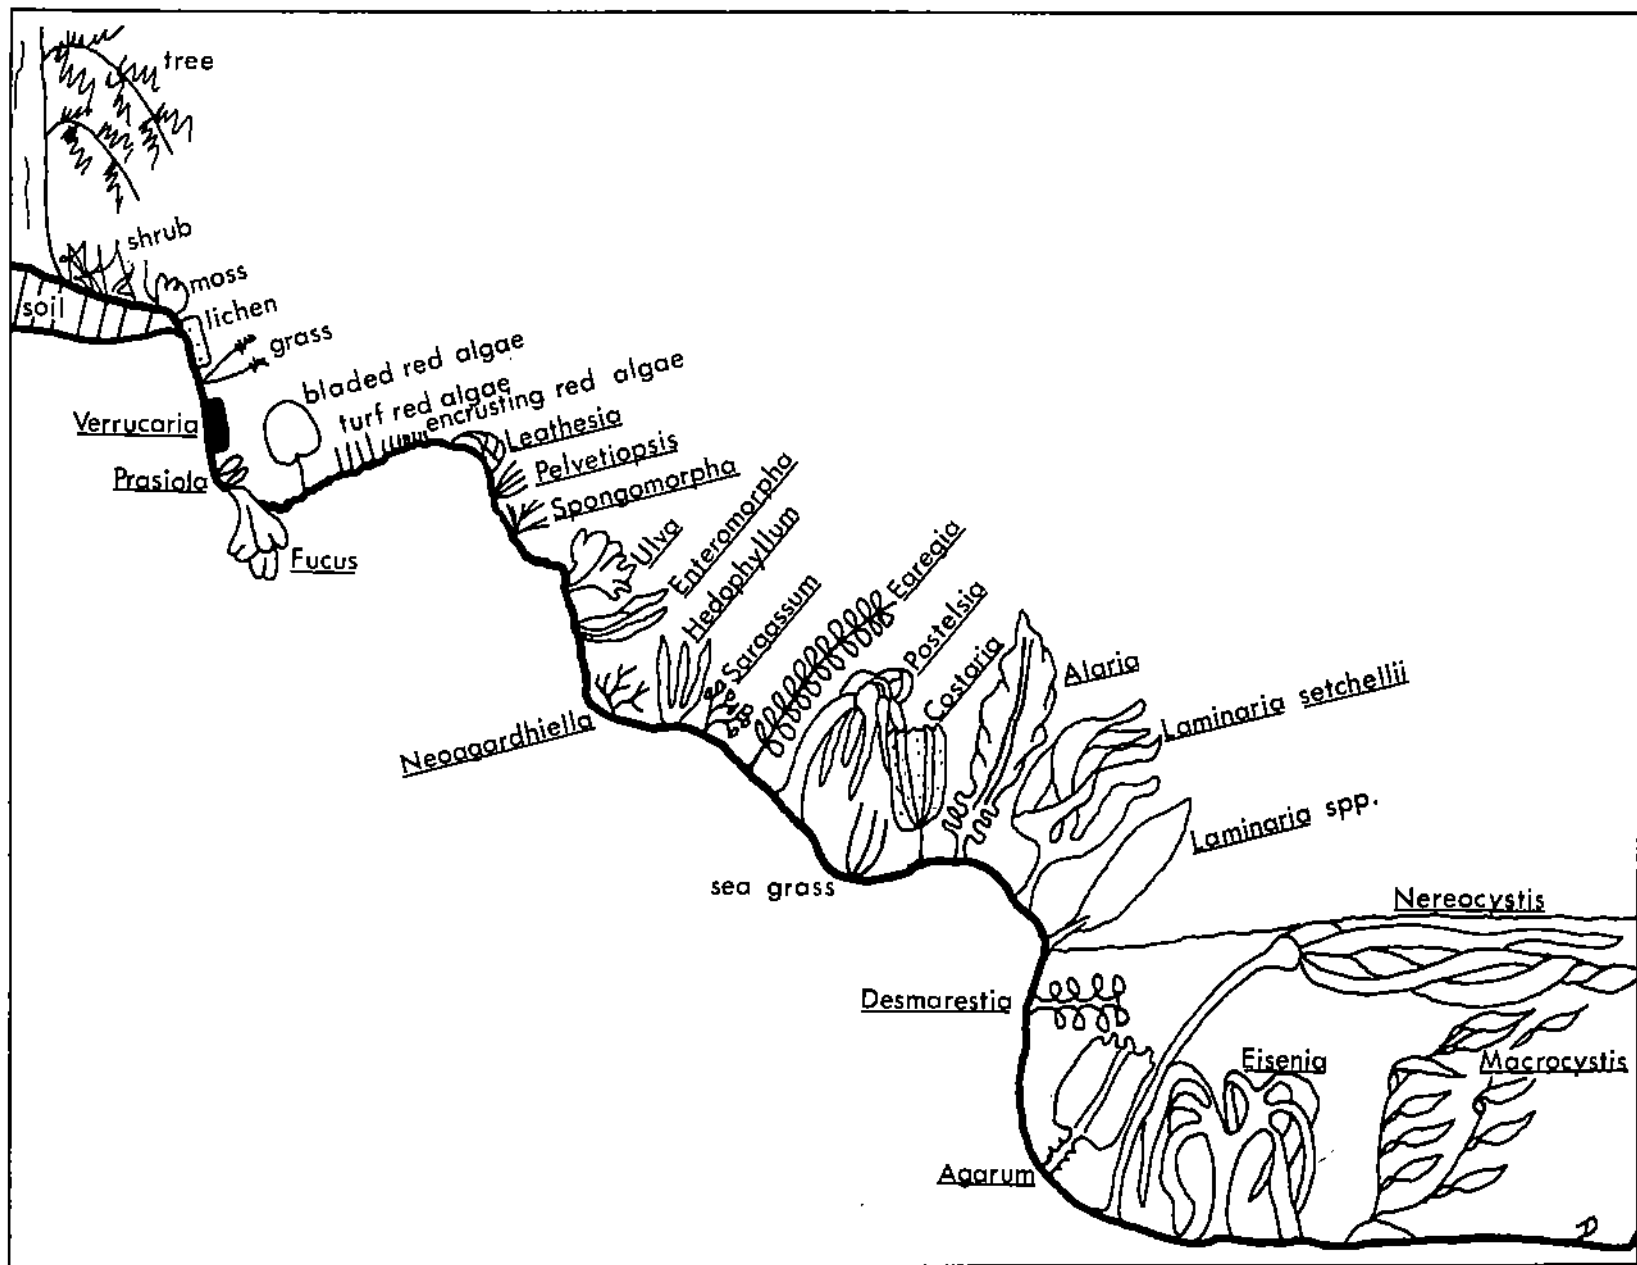 tree
shrub
moss
soil
lichen
grass
bladed red algae
turf red algae
encrusting red algae
Verrucaria
Leathesia
Prasiola
Pelvetiopsis
Spongomorpha
Fucus
Ulva
Enteromorpha
Hedophyllum
Sargassum
Egregia
Postelsia
Costaria
Alaria
Neoagardhiella
Laminaria setchellii
Laminaria spp.
sea grass
Nereocystis
Desmarestia
Eisenia
Macrocystis
Agarum